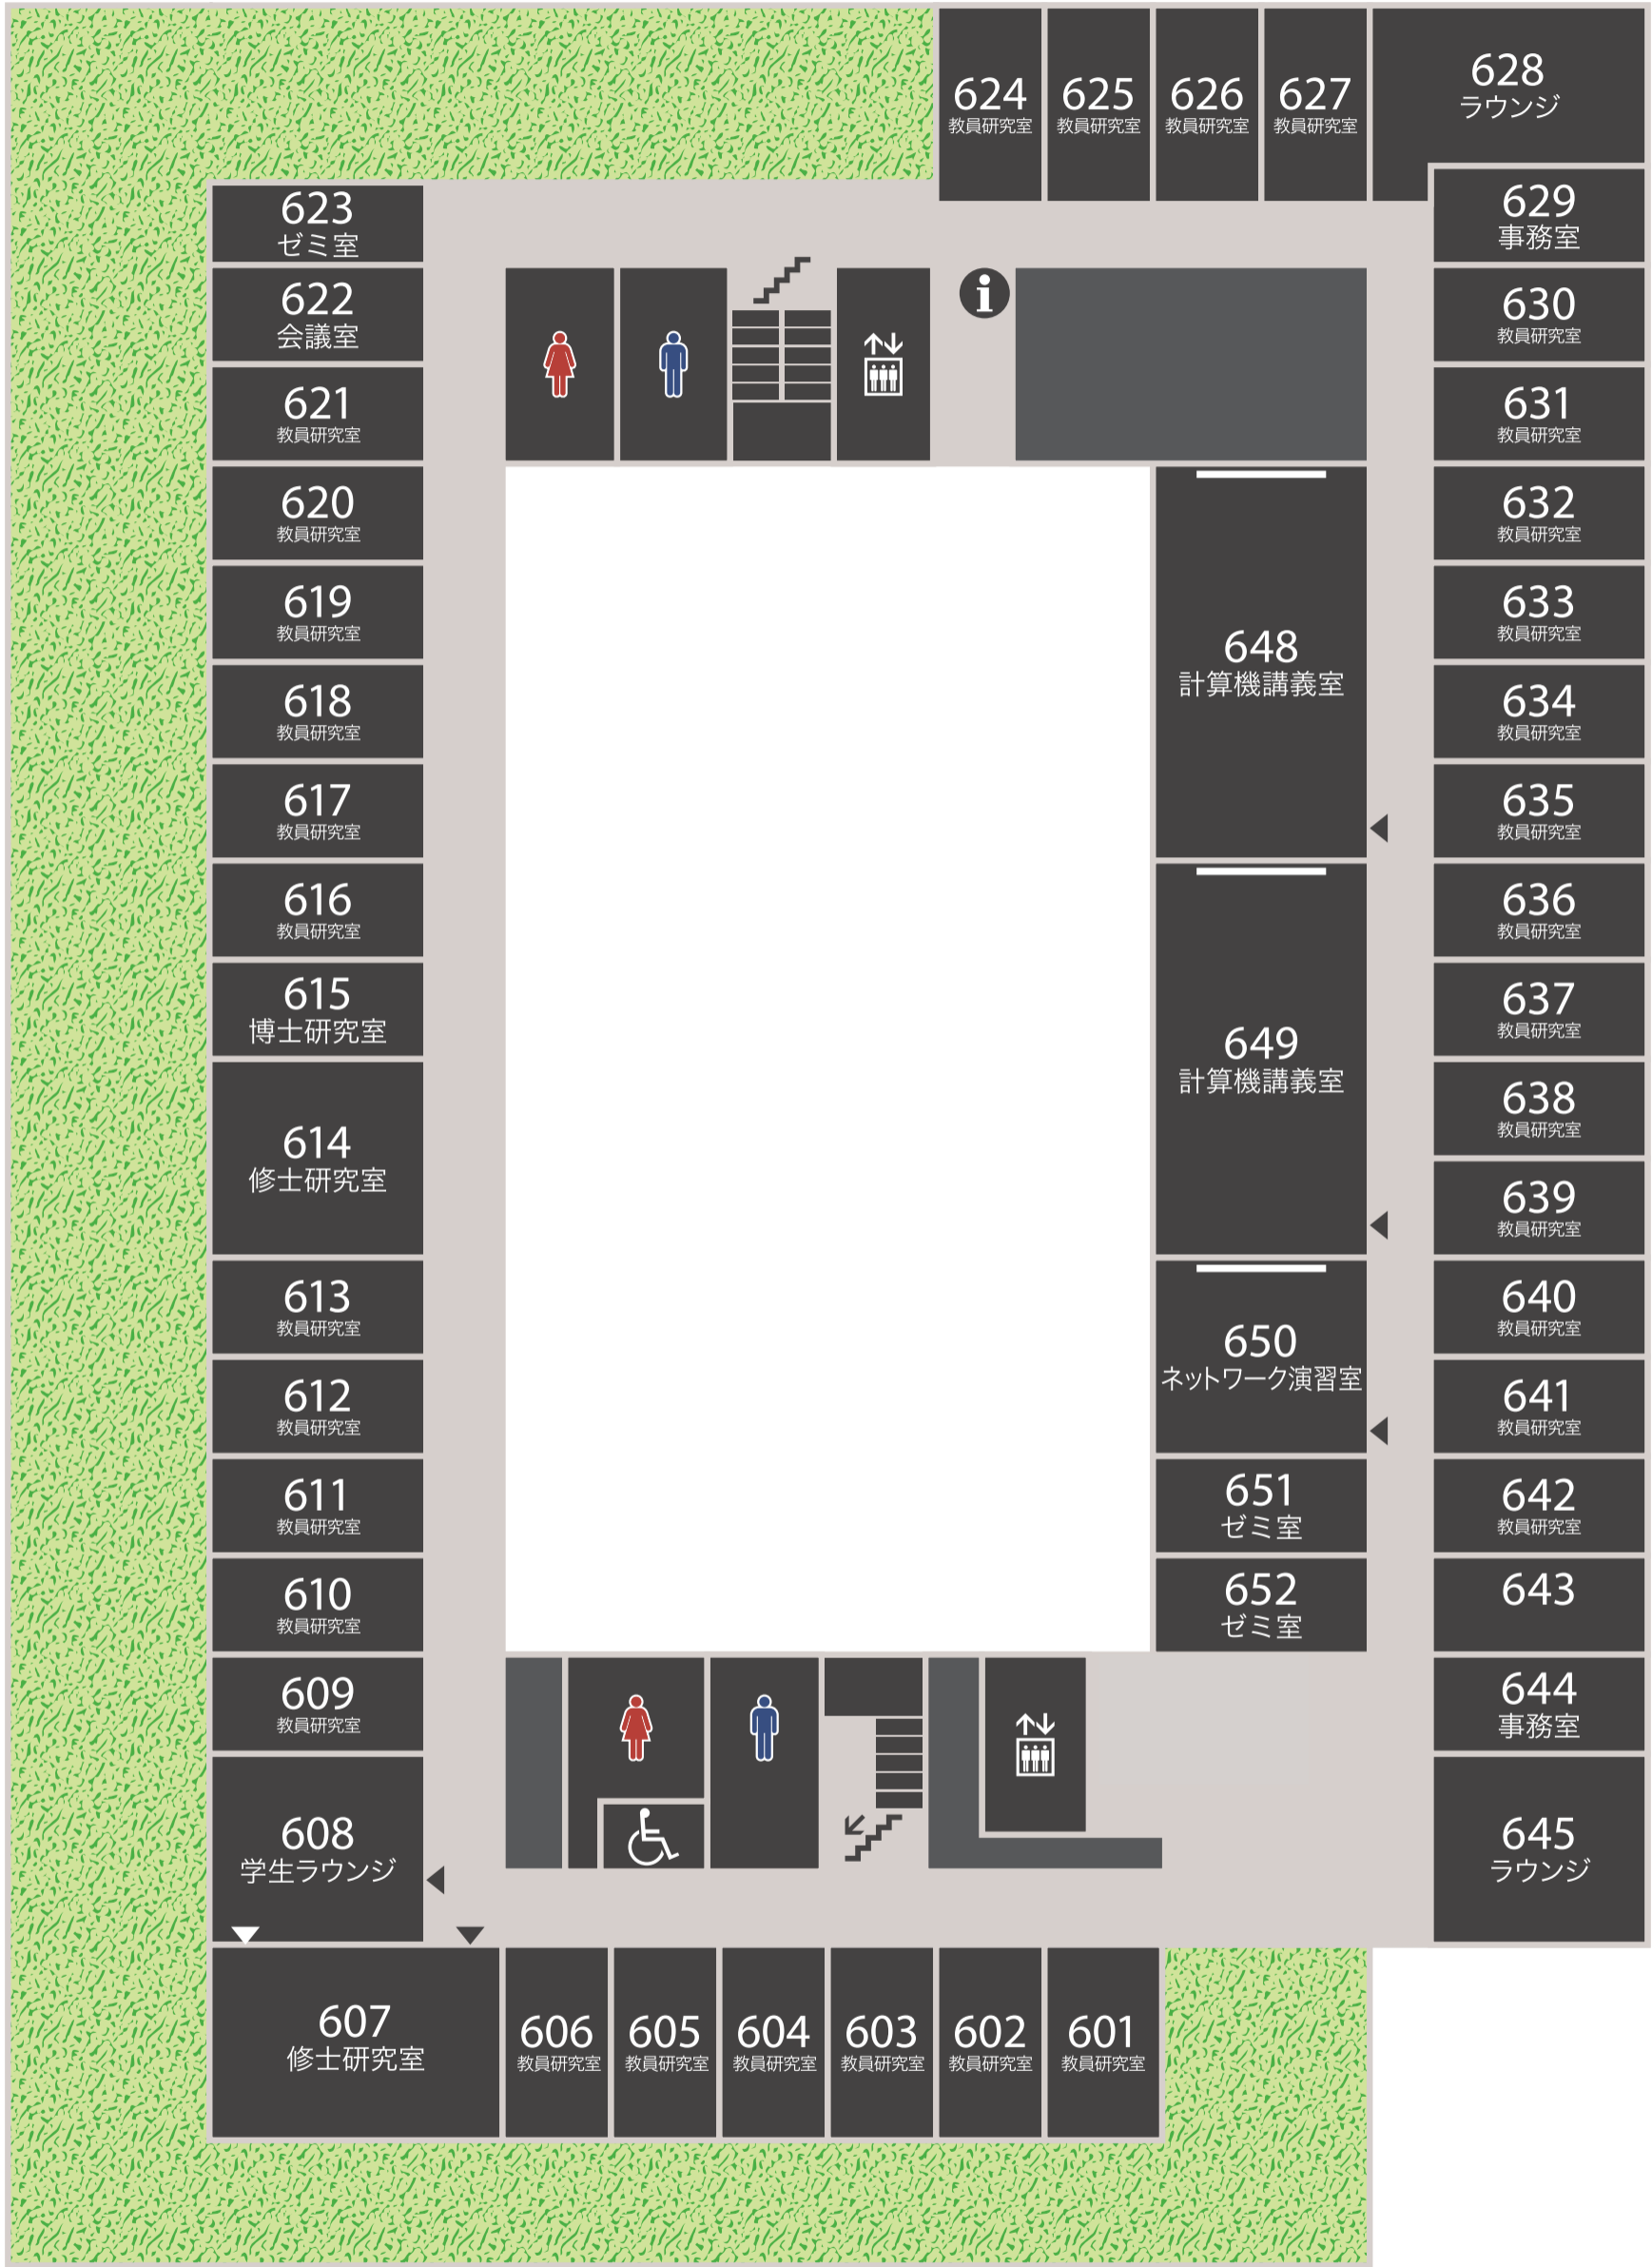 624
教員研究室
625
教員研究室
626
教員研究室
627
教員研究室
628
ラウンジ
623
ゼミ室
622
会議室
621
教員研究室
620
教員研究室
619
教員研究室
618
教員研究室
617
教員研究室
616
教員研究室
615
博士研究室
614
修士研究室
613
教員研究室
612
教員研究室
611
教員研究室
610
教員研究室
609
教員研究室
608
学生ラウンジ
i
648
計算機講義室
649
計算機講義室
650
ネットワーク演習室
651
ゼミ室
652
ゼミ室
629
事務室
630
教員研究室
631
教員研究室
632
教員研究室
633
教員研究室
634
教員研究室
635
教員研究室
636
教員研究室
637
教員研究室
638
教員研究室
639
教員研究室
640
教員研究室
641
教員研究室
642
教員研究室
643
644
事務室
645
ラウンジ
607
修士研究室
606
教員研究室
605
教員研究室
604
教員研究室
603
教員研究室
602
教員研究室
601
教員研究室